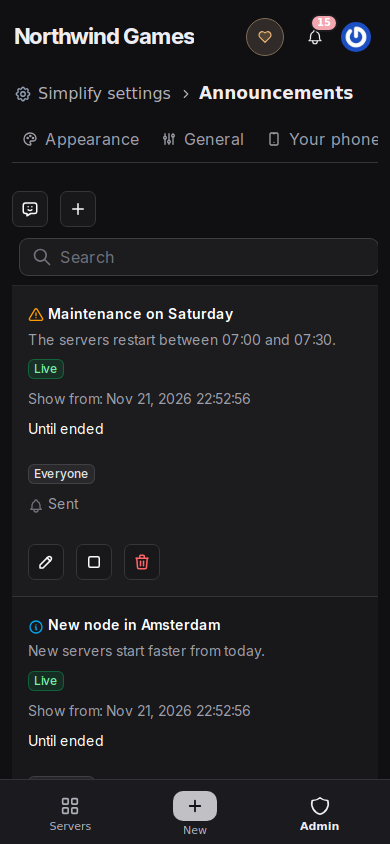 Northwind Games
15
Simplify settings > Announcements
Appearance General Your phone
Search
Maintenance on Saturday
The servers restart between 07:00 and 07:30.
Live
Show from: Nov 21, 2026 22:52:56
Until ended
Everyone
Sent
New node in Amsterdam
New servers start faster from today.
Live
Show from: Nov 21, 2026 22:52:56
Until ended
Servers
New
Admin